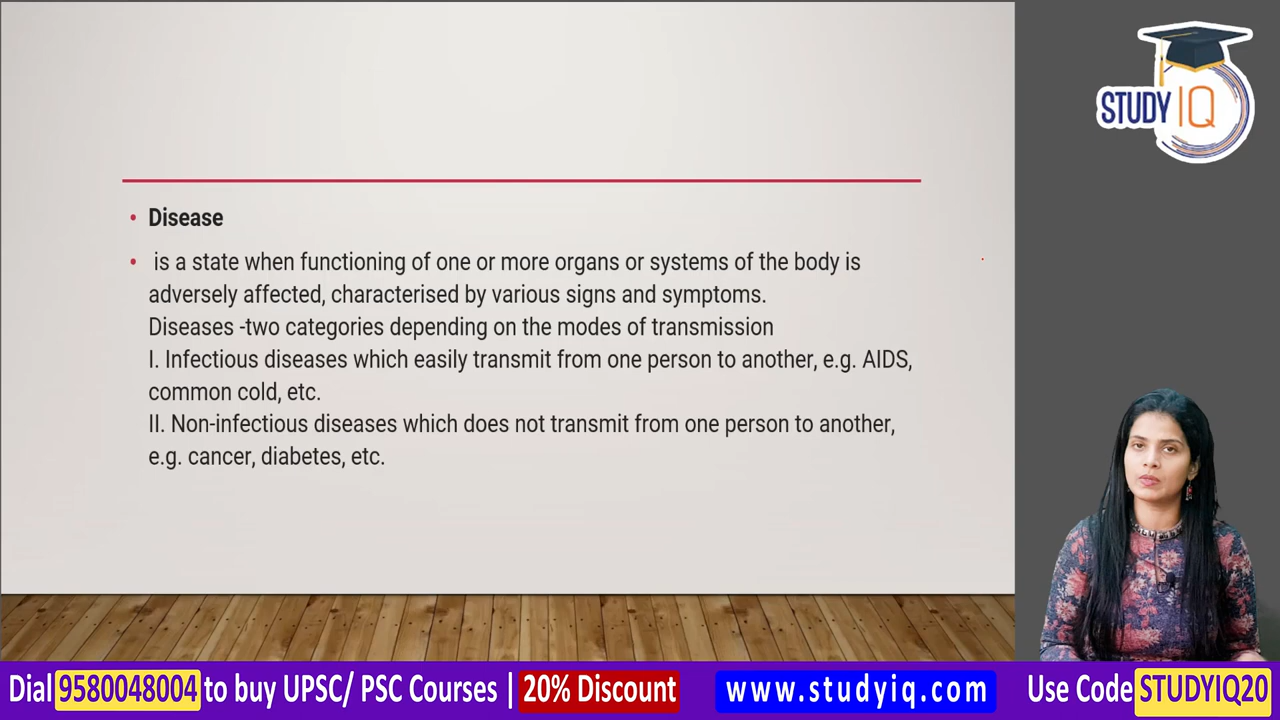 STUDY IQ
Disease
is a state when functioning of one or more organs or systems of the body is
adversely affected, characterised by various signs and symptoms.
Diseases -two categories depending on the modes of transmission
I. Infectious diseases which easily transmit from one person to another, e.g. AIDS,
common cold, etc.
II. Non-infectious diseases which does not transmit from one person to another,
e.g. cancer, diabetes, etc.
Dial 9580048004 to buy UPSC/ PSC Courses | 20% Discount www.studyiq.com Use Code STUDYIQ20